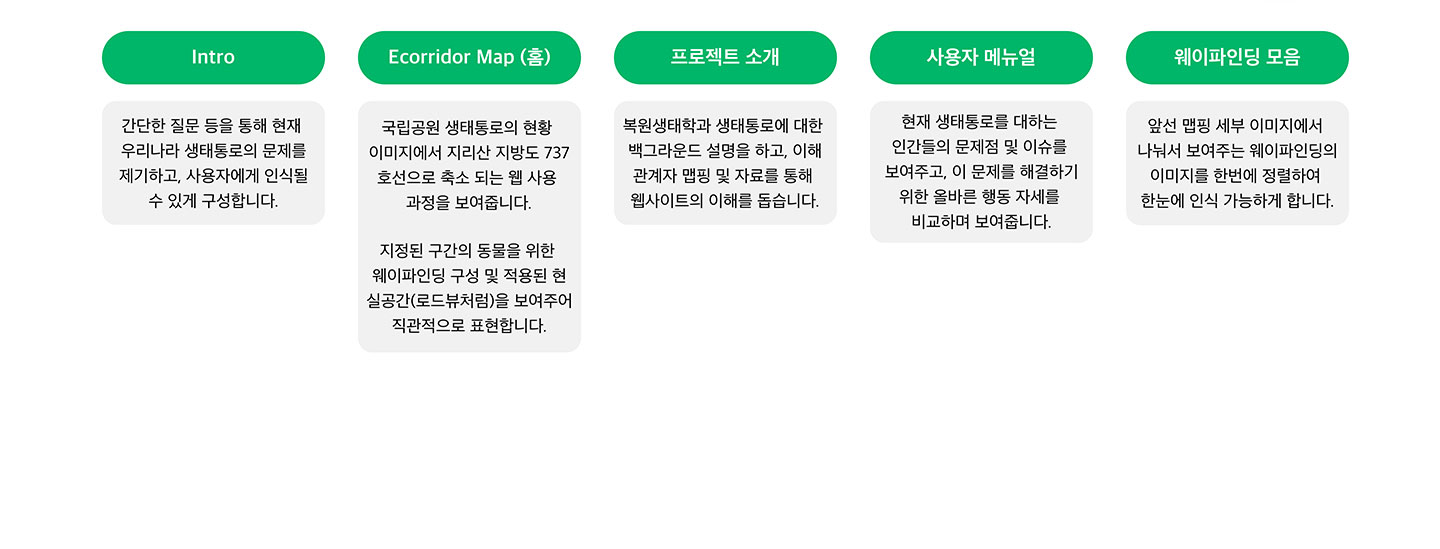 Intro
간단한 질문 등을 통해 현재
우리나라 생태통로의 문제를
제기하고, 사용자에게 인식될
수 있게 구성합니다.
Ecorridor Map (홈)
국립공원 생태통로의 현황
이미지에서 지리산 지방도 737
호선으로 축소 되는 웹 사용
과정을 보여줍니다.
지정된 구간의 동물을 위한
웨이파인딩 구성 및 적용된 현
실공간(로드뷰처럼)을 보여주어
직관적으로 표현합니다.
프로젝트 소개
복원생태학과 생태통로에 대한
백그라운드 설명을 하고, 이해
관계자 맵핑 및 자료를 통해
웹사이트의 이해를 돕습니다.
사용자 메뉴얼
현재 생태통로를 대하는
인간들의 문제점 및 이슈를
보여주고, 이 문제를 해결하기
위한 올바른 행동 자세를
비교하며 보여줍니다.
웨이파인딩 모음
앞선 맵핑 세부 이미지에서
나눠서 보여주는 웨이파인딩의
이미지를 한번에 정렬하여
한눈에 인식 가능하게 합니다.